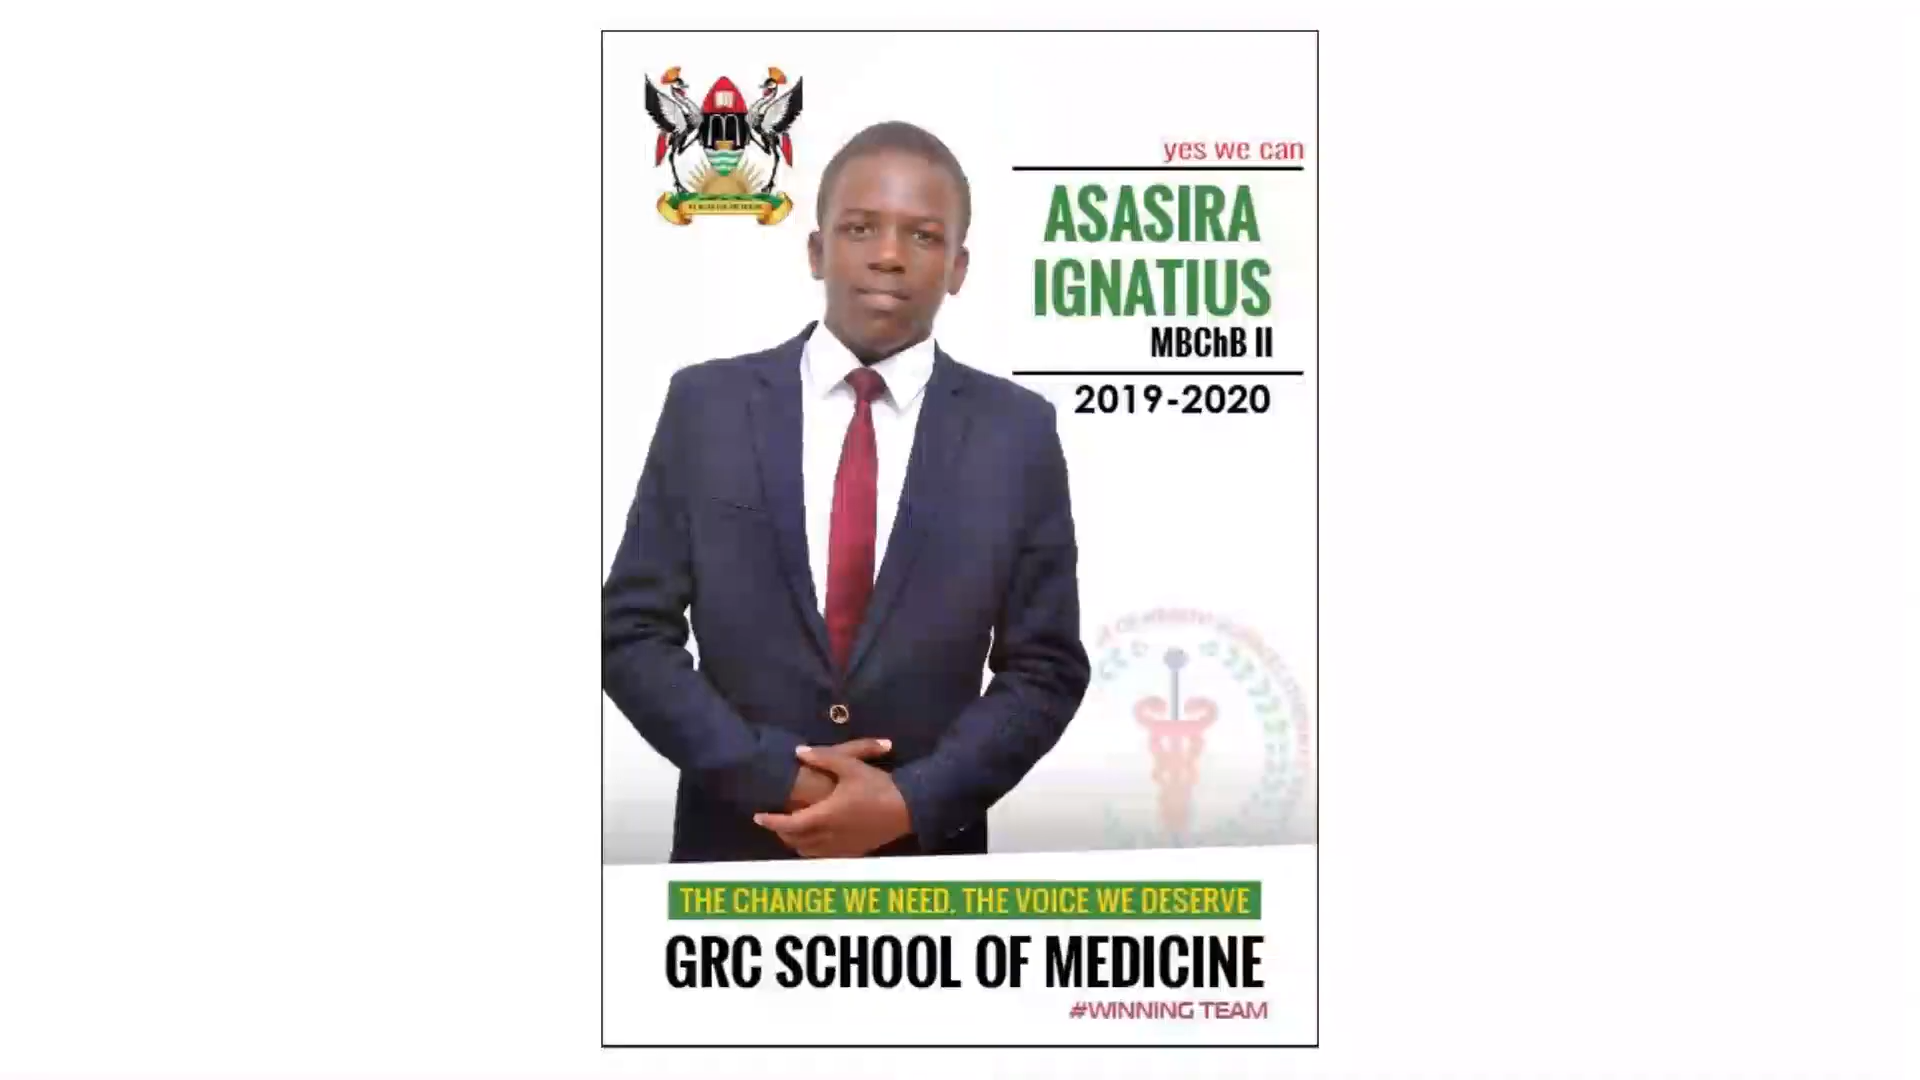 yes we can
ASASIRA
IGNATIUS
MBChB II
2019-2020
THE CHANGE WE NEED. THE VOICE WE DESERVE
GRC SCHOOL OF MEDICINE
#WINNING TEAM